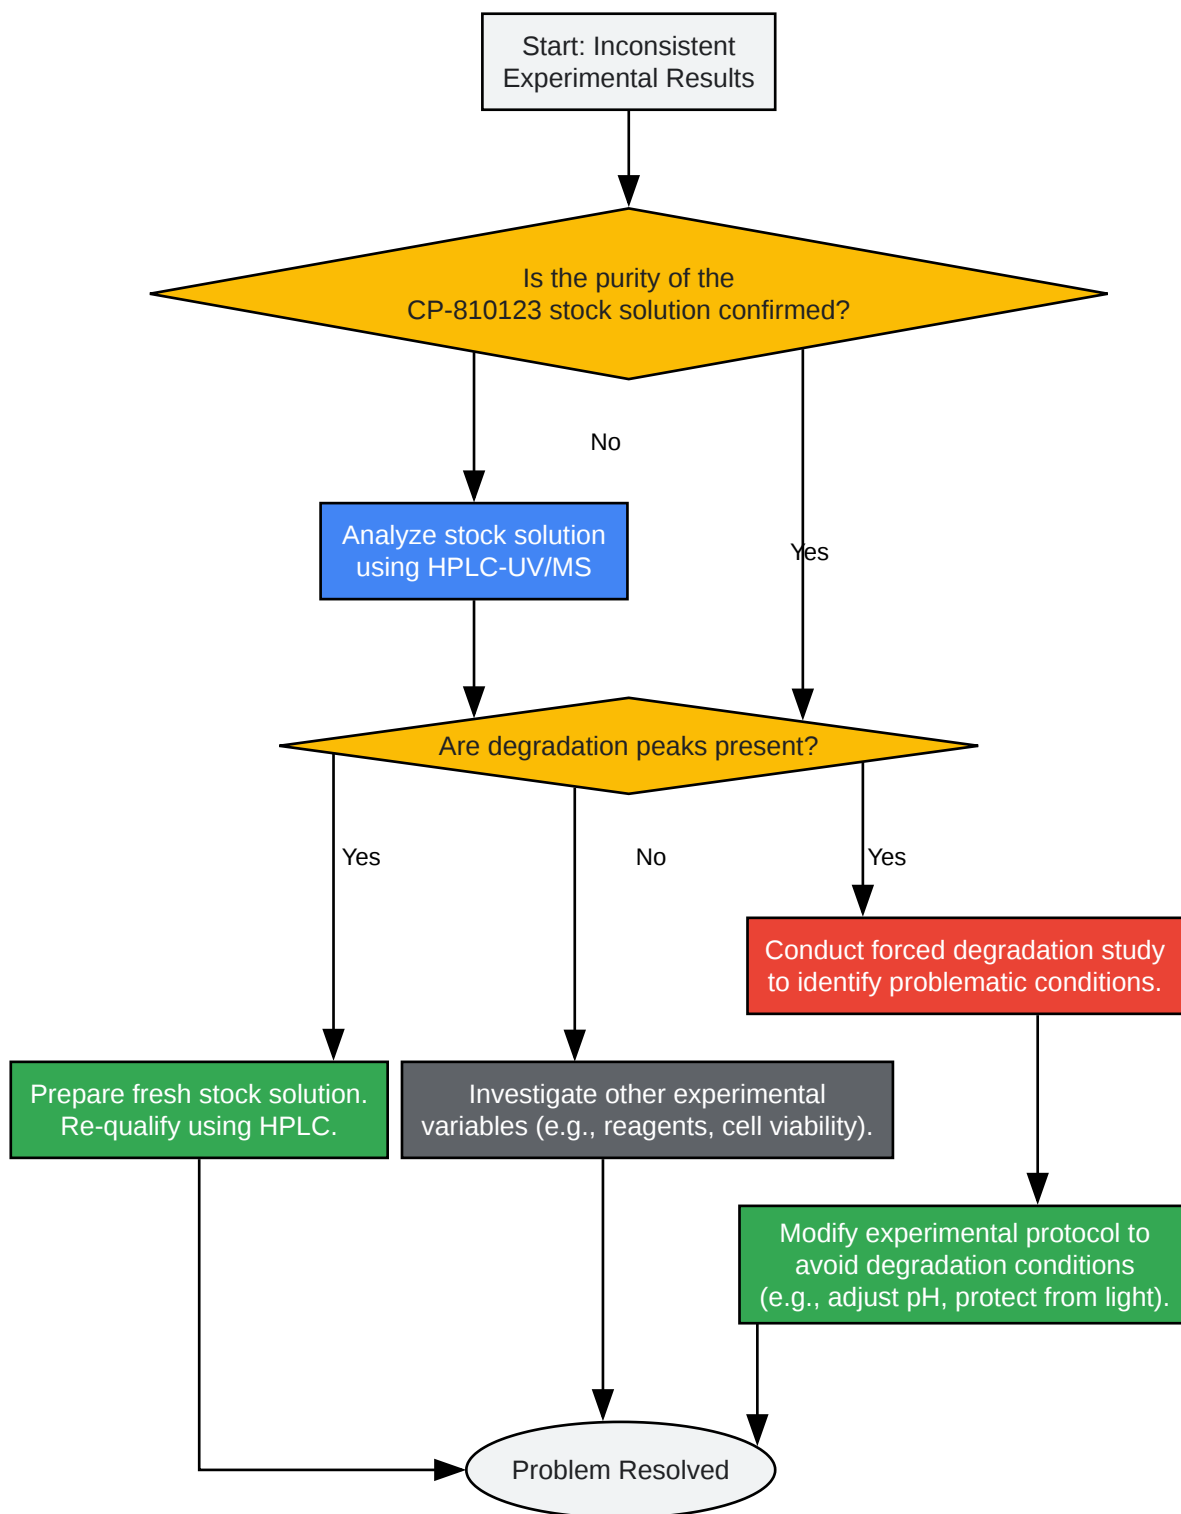 Start: Inconsistent
Experimental Results
Is the purity of the
CP-810123 stock solution confirmed?
No
Analyze stock solution
using HPLC-UV/MS
Yes
Are degradation peaks present?
Yes
No
Yes
Conduct forced degradation study
to identify problematic conditions.
Prepare fresh stock solution.
Re-qualify using HPLC.
Investigate other experimental
variables (e.g., reagents, cell viability).
Modify experimental protocol to
avoid degradation conditions
(e.g., adjust pH, protect from light).
Problem Resolved